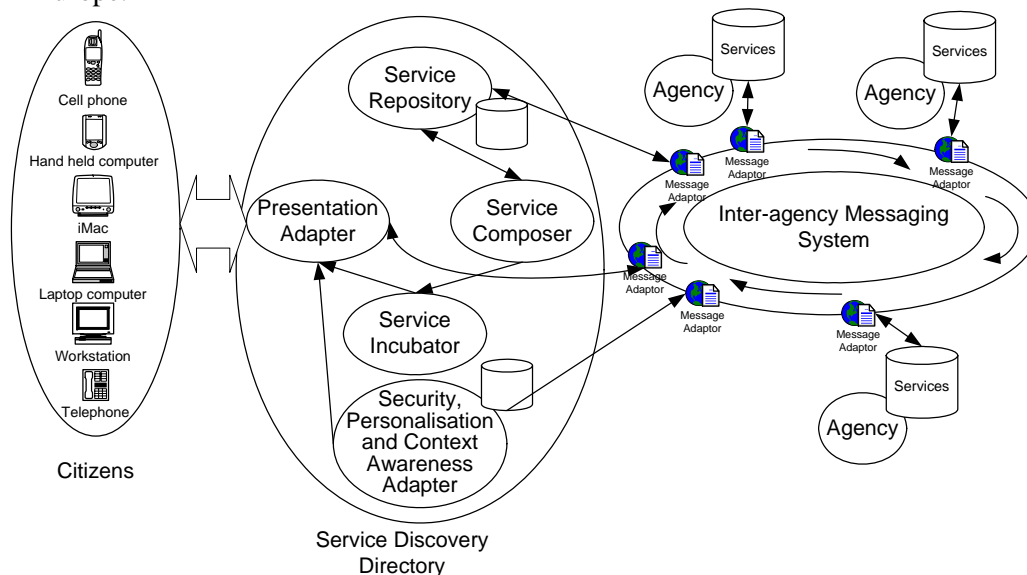 Cell phone
Hand held computer
iMac
Laptop computer
Workstation
Telephone
Citizens
Service
Repository
Presentation
Adapter
Service
Composer
Service
Incubator
Security,
Personalisation
and Context
Awareness
Adapter
Service Discovery
Directory
Services
Agency
Services
Agency
Message
Adaptor
Message
Adaptor
Message
Adaptor
Inter-agency Messaging
System
Message
Adaptor
Message
Adaptor
Message
Adaptor
Services
Agency